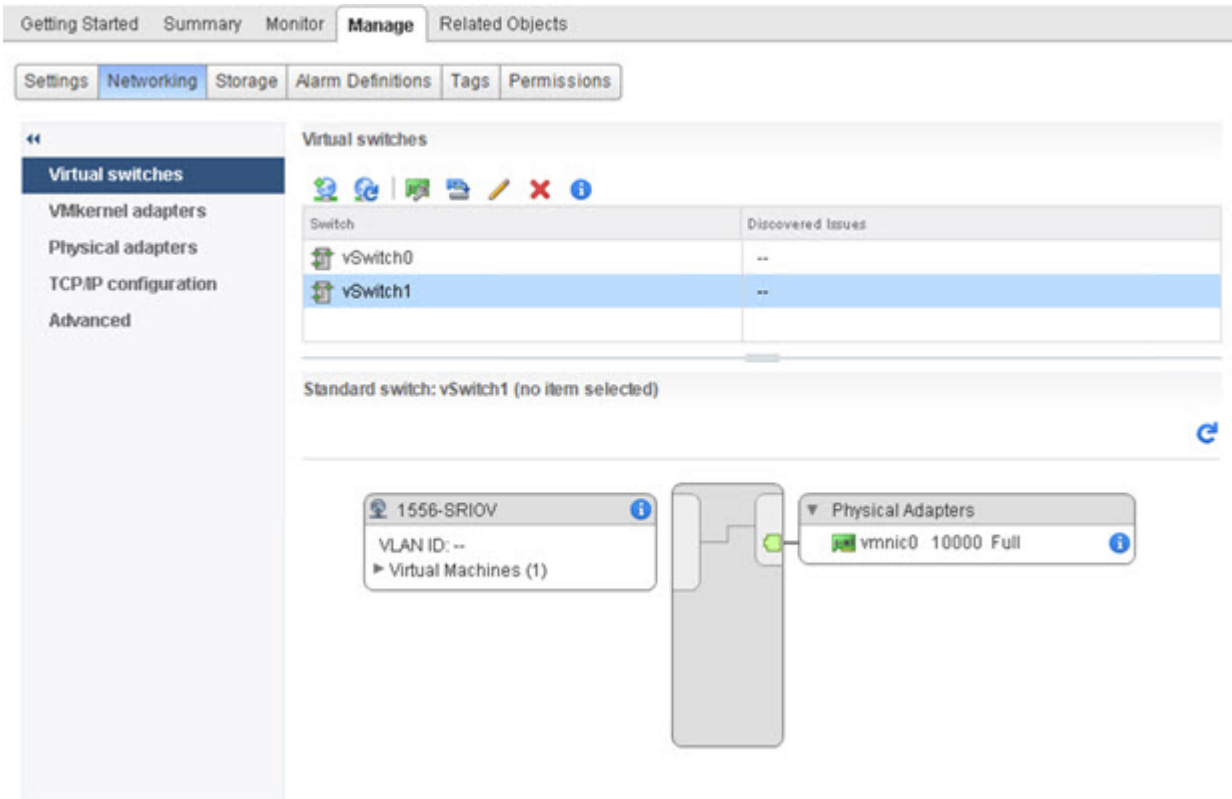 Getting Started Summary Monitor Manage Related Objects
Settings Networking Storage Alarm Definitions Tags Permissions
Virtual switches
VMkernel adapters
Physical adapters
TCP/IP configuration
Advanced
Virtual switches
Switch Discovered Issues
vSwitch0 --
vSwitch1 --
Standard switch: vSwitch1 (no item selected)
1556-SRIOV
VLAN ID: --
Virtual Machines (1)
Physical Adapters
vmnic0 10000 Full